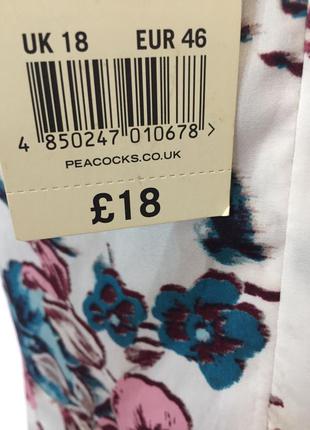 UK 18 EUR 46
4 850247 010678 >
PEACOCKS.CO.UK
£18